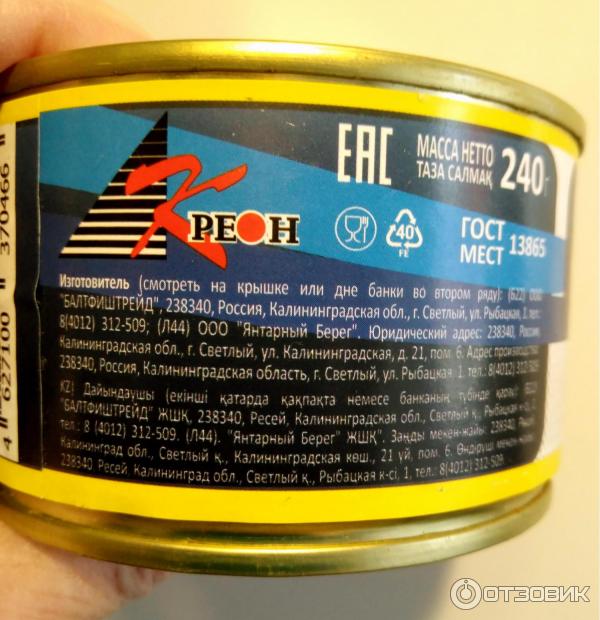 ЕАС
МАССА НЕТТО
ТАЗА САЛМАҚ
240 г
КРЕОН
40
FE
ГОСТ
МЕСТ
13865
Изготовитель (смотреть на крышке или дне банки во втором ряду): (Б22) ООО
"БАЛТФИШТРЕЙД", 238340, Россия, Калининградская обл., г. Светлый, ул. Рыбацкая, 1. тел.:
8(4012) 312-509; (Л44) ООО "Янтарный Берег". Юридический адрес: 238340, Россия,
Калининградская обл., г. Светлый, ул. Калининградская, д. 21, пом. 6. Адрес производства:
238340, Россия, Калининградская область, г. Светлый, ул. Рыбацкая 1. тел.: 8(4012) 312-509
KZ) Дайындаушы (екінші қатарда қақпақта немесе банканың түбінде қараң):
"БАЛТФИШТРЕЙД" ЖШҚ, 238340, Ресей, Калининград обл., Светлый қ., Рыбацкая к-сі,
тел.: 8 (4012) 312-509. (Л44). "Янтарный Берег" ЖШҚ". Заңды мекен-жайы: 238340, Ресей,
Калининград обл., Светлый қ., Калининградская көш., 21 үй, пом. 6. Өндіруш мекен-жайы
238340. Ресей, Калининград обл., Светлый қ., Рыбацкая к-сі, 1. тел.: 8(4012) 312-509.
4 627100 370466
ОТЗОВИК